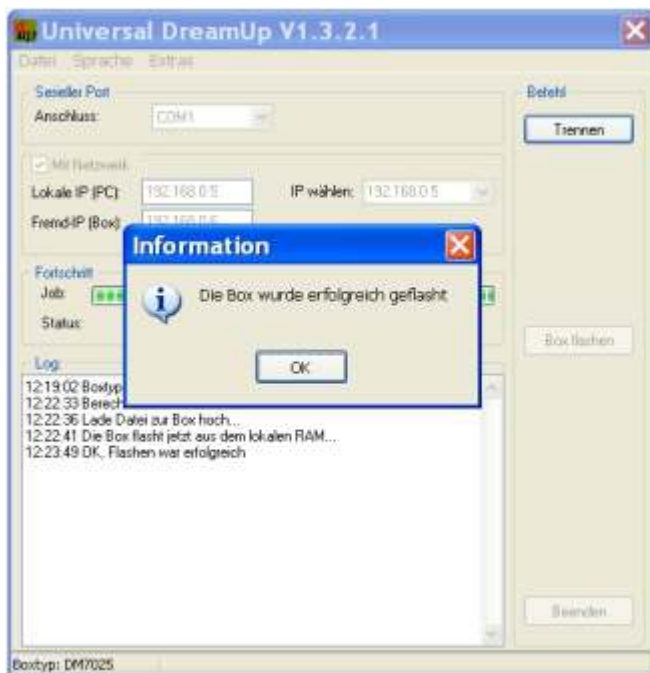 Universal DreamUp V1.3.2.1
Datei Sprache Extras
Serieller Port
Anschluss: COM1
Befehl
Trennen
Mit Netzwerk
Lokale IP (PC): 192.168.0.5 IP wählen: 192.168.0.5
Fremd-IP (Box):
Information
Die Box wurde erfolgreich geflasht
OK
Fortschritt
Job:
Status:
Box flashen
Log:
12:19:02 Boxtyp
12:22:33 Berech
12:22:36 Lade Datei zur Box hoch...
12:22:41 Die Box flasht jetzt aus dem lokalen RAM...
12:23:49 OK, Flashen war erfolgreich
Beenden
Boxtyp: DM7025